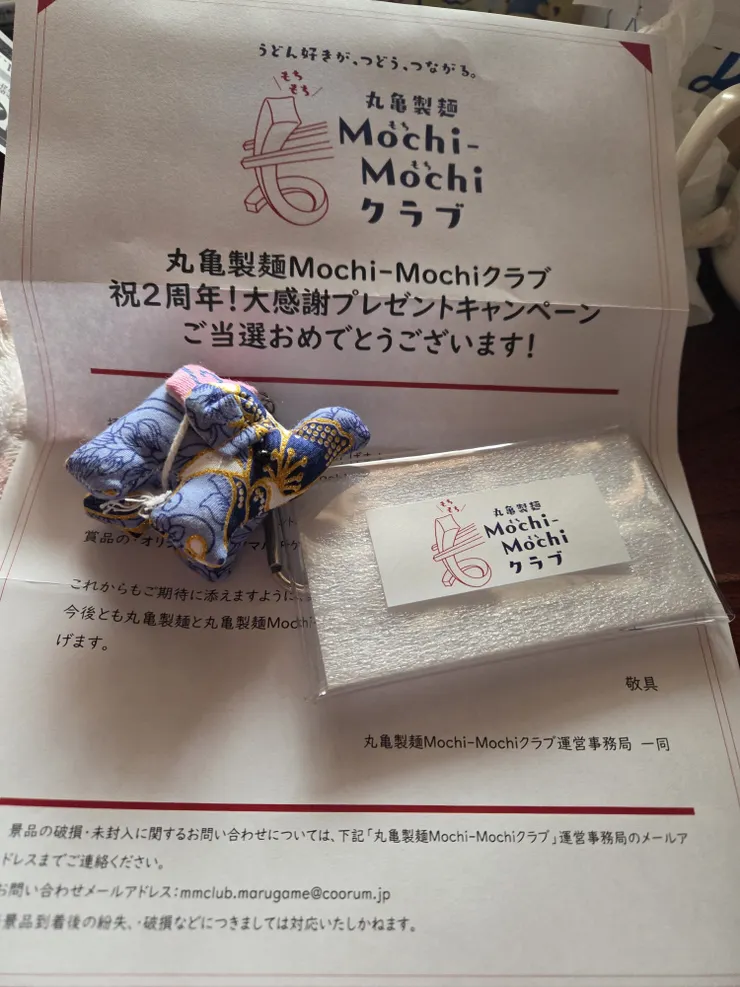 うどん好きが、つどう、つながる。
もちもち
丸亀製麺
Mochi-
もち
Mochi
もち
クラブ
丸亀製麺Mochi-Mochiクラブ
祝2周年!大感謝プレゼントキャンペーン
ご当選おめでとうございます!
賞品の「オリジ
これからもご期待に添えますように、
今後とも丸亀製麺と丸亀製麺Moch
げます。
もちもち
丸亀製麺
Mochi-
もち
Mochi
もち
クラブ
敬具
丸亀製麺Mochi-Mochiクラブ運営事務局 一同
景品の破損・未封入に関するお問い合わせについては、下記「丸亀製麺Mochi-Mochiクラブ」運営事務局のメールア
ドレスまでご連絡ください。
お問い合わせメールアドレス:mmclub.marugame@coorum.jp
景品到着後の紛失、・破損などにつきましては対応いたしかねます。